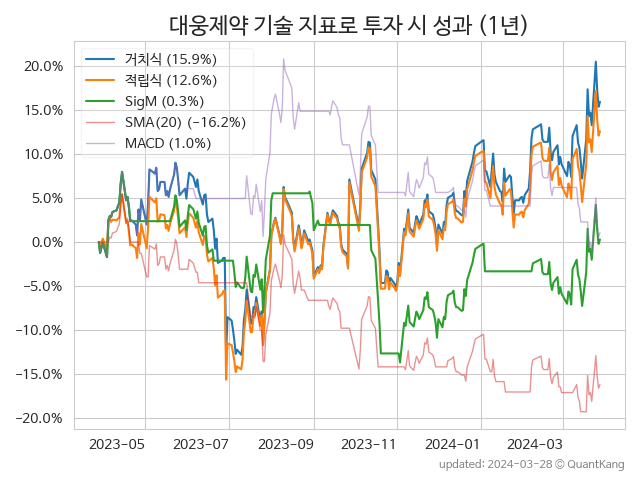 대웅제약 기술 지표로 투자 시 성과 (1년)
거치식 (15.9%)
적립식 (12.6%)
SigM (0.3%)
SMA(20) (−16.2%)
MACD (1.0%)
20.0%
15.0%
10.0%
5.0%
0.0%
−5.0%
−10.0%
−15.0%
−20.0%
2023-05 2023-07 2023-09 2023-11 2024-01 2024-03
updated: 2024-03-28 © QuantKang